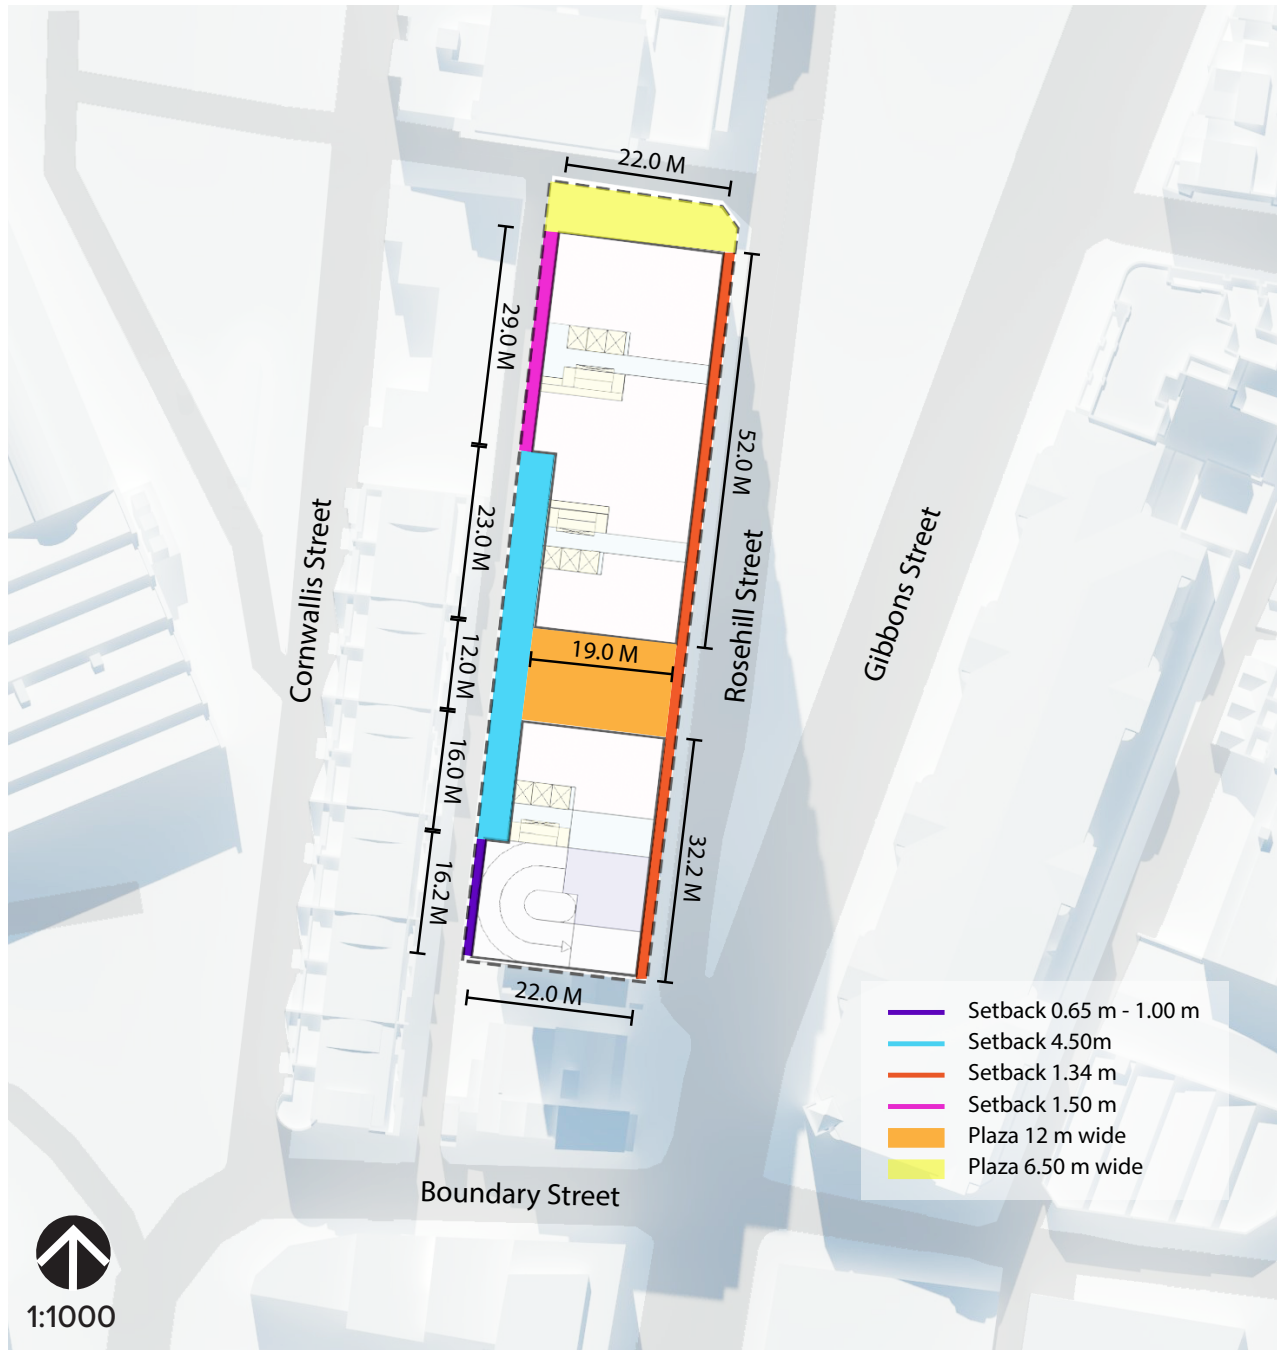 22.0 M
29.0 M
23.0 M
12.0 M
16.0 M
16.2 M
52.0 M
19.0 M
32.2 M
22.0 M
Cornwallis Street
Rosehill Street
Gibbons Street
Boundary Street
Setback 0.65 m - 1.00 m
Setback 4.50m
Setback 1.34 m
Setback 1.50 m
Plaza 12 m wide
Plaza 6.50 m wide
1:1000